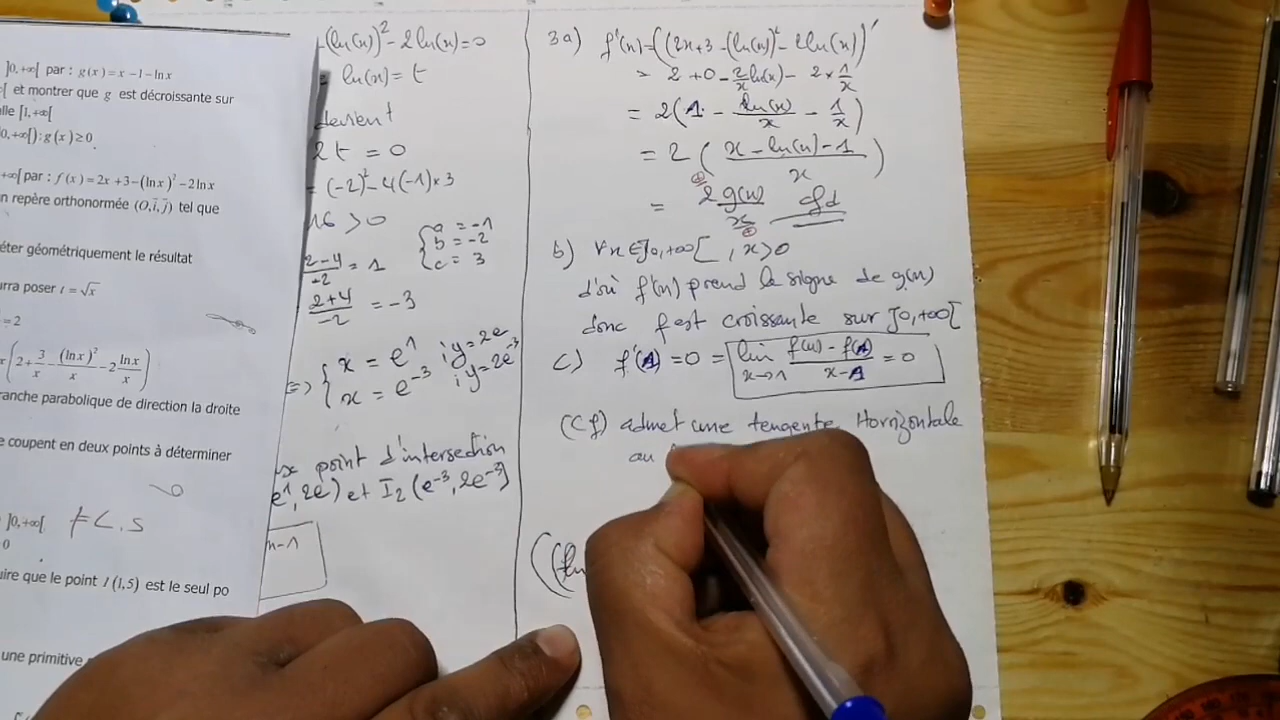 ]0,+∞[ par : g(x) = x − 1 − ln x
[ et montrer que g est décroissante sur
lle [1,+∞[
0,+∞[) : g(x) ≥ 0
+∞[ par : f(x) = 2x + 3 − (ln x)² − 2 ln x
n repère orthonormée (O, i, j) tel que
éter géométriquement le résultat
urra poser t = √x
= 2
x(2 + 3/x − (ln x)²/x − 2 ln x/x)
ranche parabolique de direction la droite
e coupent en deux points à déterminer
]0,+∞[ FC.S
0
uire que le point I(1,5) est le seul po
une primitive
-(ln(x))² - 2ln(x) = 0
= ln(x) = t
devient
2t = 0
= (-2)² - 4(-1)×3
16 > 0
{a = -1
b = -2
c = 3
2-4/-2 = 1
2+4/-2 = -3
⇔ { x = e¹ ; y = 2e
x = e⁻³ ; y = 2e⁻³
x point d'intersection
e¹, 2e) et I₂(e⁻³, 2e⁻³)
n-1
3a) f'(x) = ((2x+3 - (ln(x))² - 2ln(x))'
= 2 + 0 - 2/x ln(x) - 2 × 1/x
= 2(1 - ln(x)/x - 1/x)
= 2(x - ln(x) - 1 / x)
= 2g(x)/x cfd
b) ∀x ∈ ]0,+∞[ , x > 0
d'où f'(x) prend le signe de g(x)
donc f est croissante sur ]0,+∞[
c) f'(1) = 0 = lim x→1 f(x) - f(1) / x - 1 = 0
(Cf) admet une tengente Horizontale
au